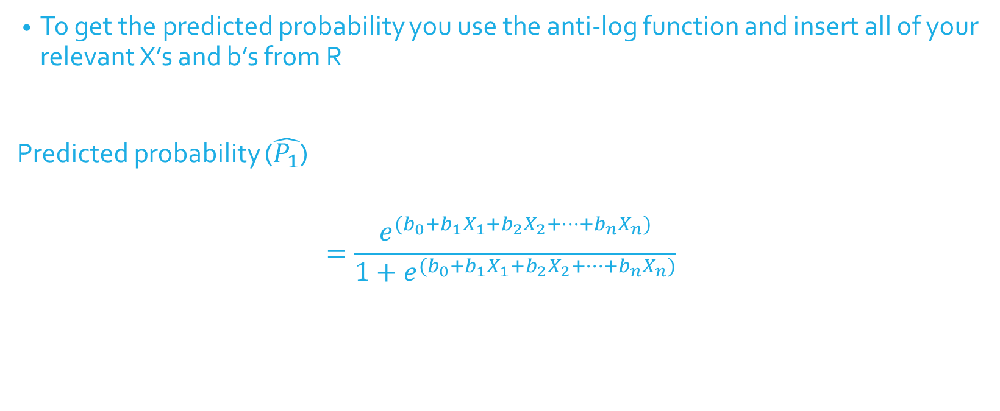 • To get the predicted probability you use the anti-log function and insert all of your
relevant X’s and b’s from R
Predicted probability (\widehat{P_1})
= \frac{e^{(b_0+b_1X_1+b_2X_2+\cdots+b_nX_n)}}{1+e^{(b_0+b_1X_1+b_2X_2+\cdots+b_nX_n)}}